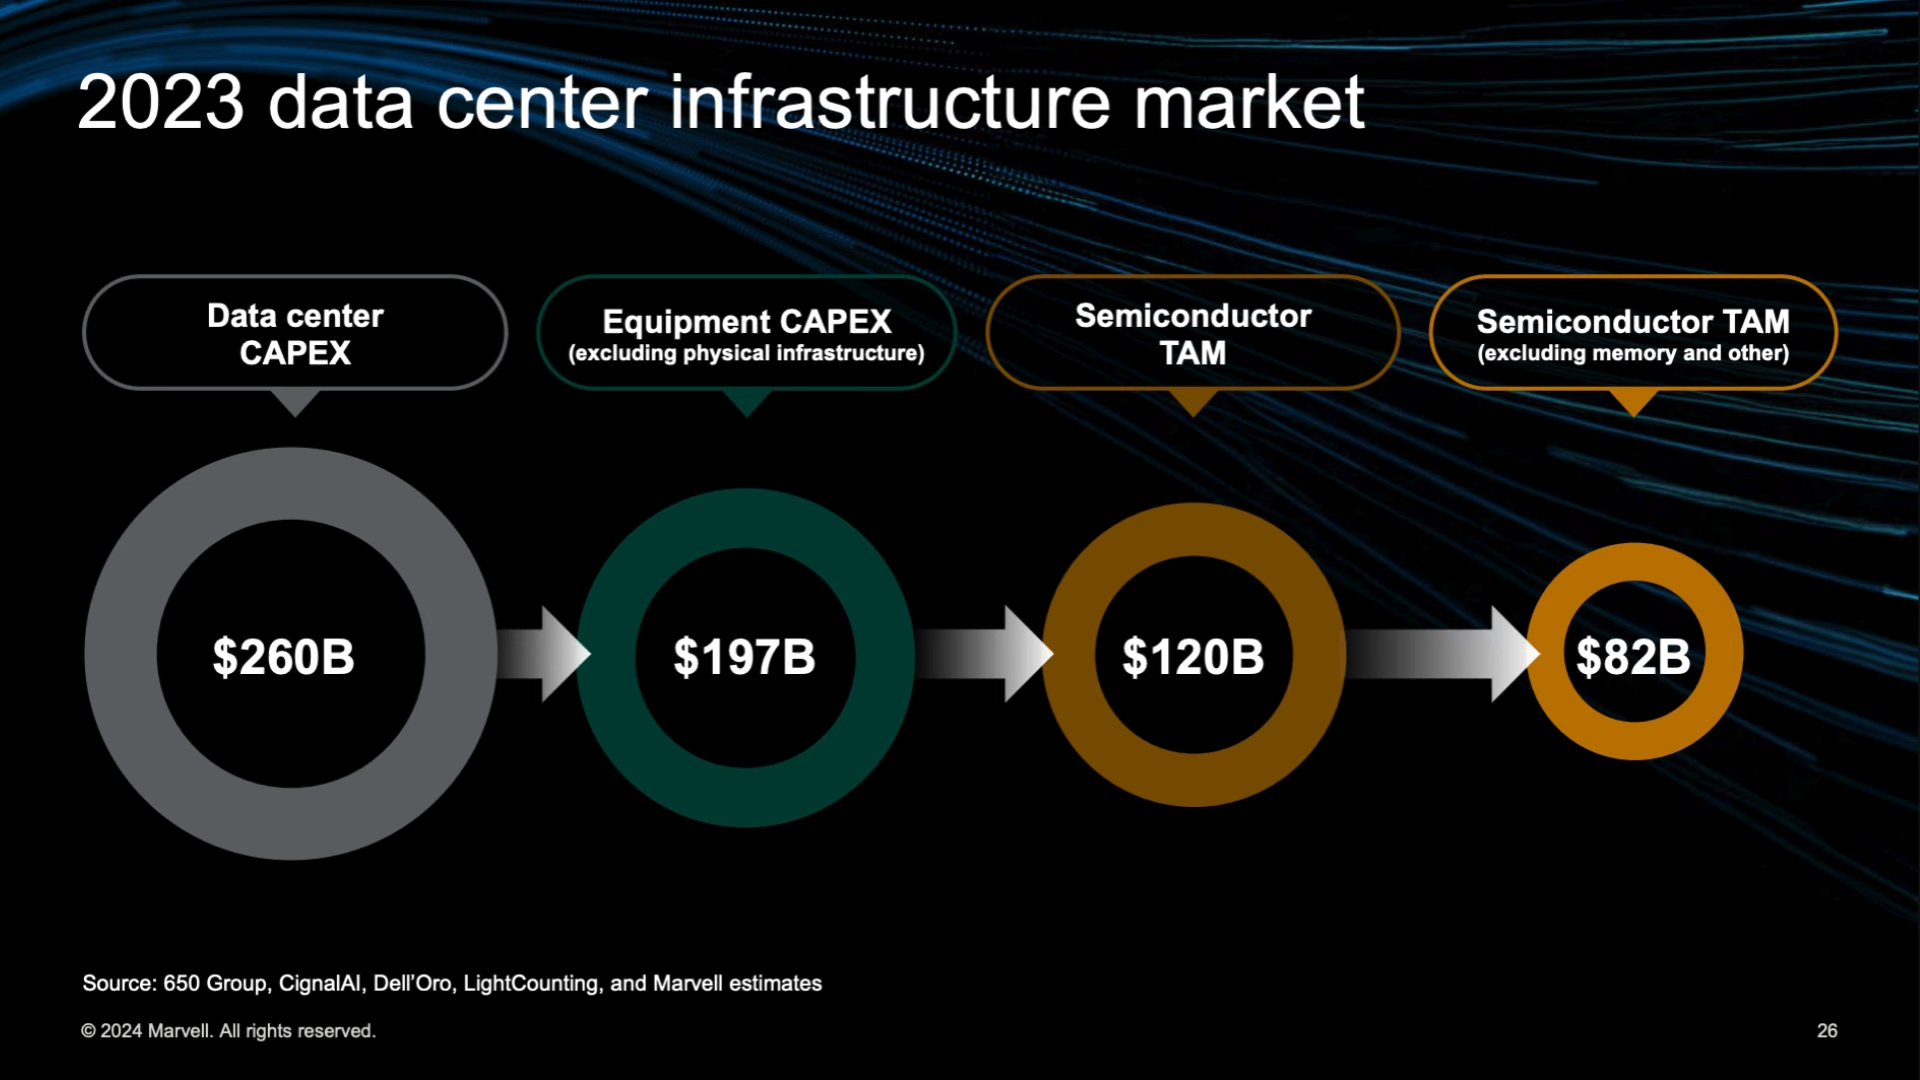 2023 data center infrastructure market
Data center
CAPEX
Equipment CAPEX
(excluding physical infrastructure)
Semiconductor
TAM
Semiconductor TAM
(excluding memory and other)
$260B
$197B
$120B
$82B
Source: 650 Group, CignalAI, Dell’Oro, LightCounting, and Marvell estimates
© 2024 Marvell. All rights reserved.
26